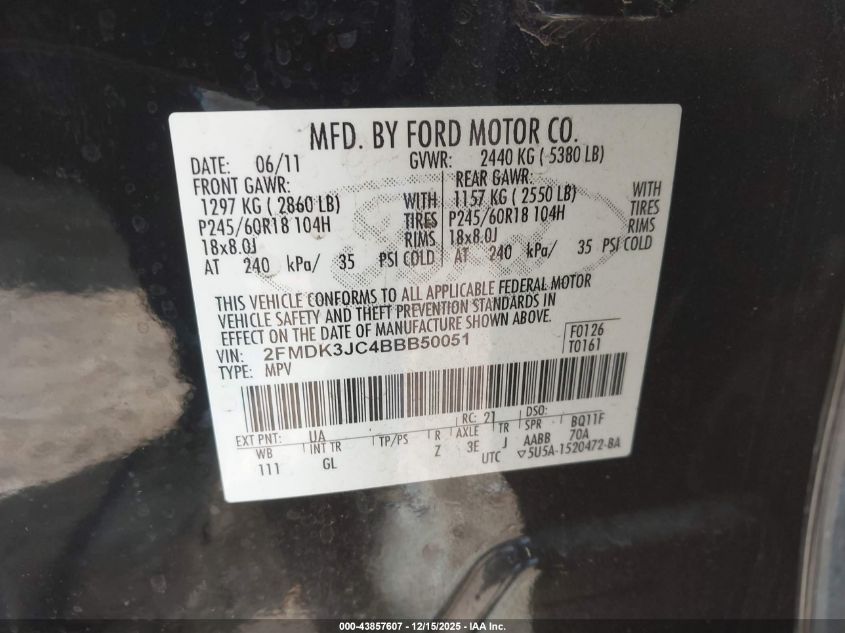 MFD. BY FORD MOTOR CO.
DATE: 06/11 GVWR: 2440 KG ( 5380 LB)
FRONT GAWR: REAR GAWR:
1297 KG ( 2860 LB) WITH 1157 KG ( 2550 LB) WITH
P245/60R18 104H TIRES P245/60R18 104H TIRES
18x8.0J RIMS 18x8.0J RIMS
AT 240 kPa/ 35 PSI COLD AT 240 kPa/ 35 PSI COLD
THIS VEHICLE CONFORMS TO ALL APPLICABLE FEDERAL MOTOR
VEHICLE SAFETY AND THEFT PREVENTION STANDARDS IN
EFFECT ON THE DATE OF MANUFACTURE SHOWN ABOVE.
VIN: 2FMDK3JC4BBB50051 F0126
TYPE: MPV T0161
EXT PNT: UA RC: 21 DSO: BQ11F
WB INT TR TP/PS R AXLE TR SPR
111 GL Z 3E J AABB 70A
UTC ▽5U5A-1520472-BA
000-43857607 - 12/15/2025 - IAA Inc.